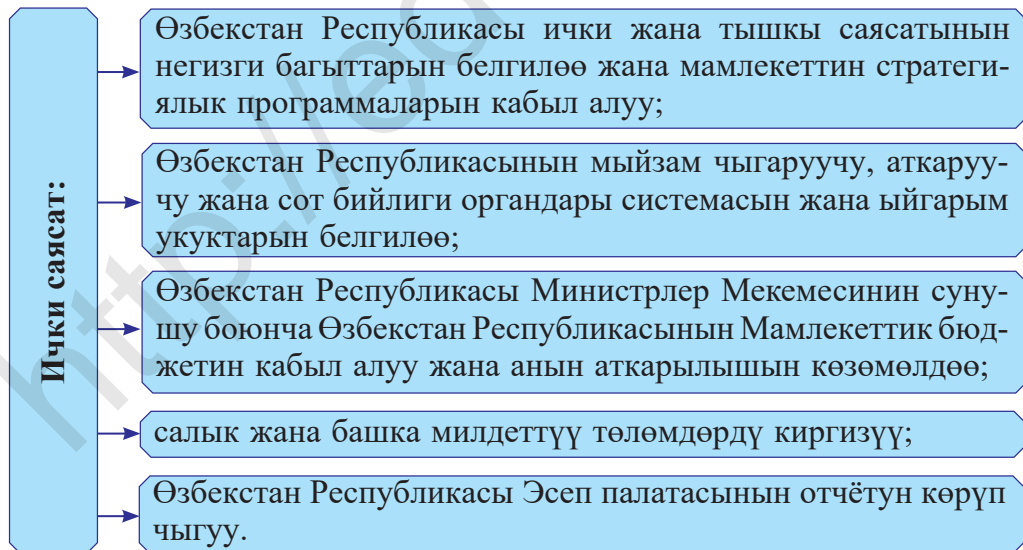 Ички саясат:
Өзбекстан Республикасы ички жана тышкы саясатынын
негизги багыттарын белгилөө жана мамлекеттин стратеги-
ялык программаларын кабыл алуу;
Өзбекстан Республикасынын мыйзам чыгаруучу, аткаруу-
чу жана сот бийлиги органдары системасын жана ыйгарым
укуктарын белгилөө;
Өзбекстан Республикасы Министрлер Мекемесинин суну-
шу боюнча Өзбекстан Республикасынын Мамлекеттик бюд-
жетин кабыл алуу жана анын аткарылышын көзөмөлдөө;
салык жана башка милдеттүү төлөмдөрдү киргизүү;
Өзбекстан Республикасы Эсеп палатасынын отчётун көрүп
чыгуу.
http://ed